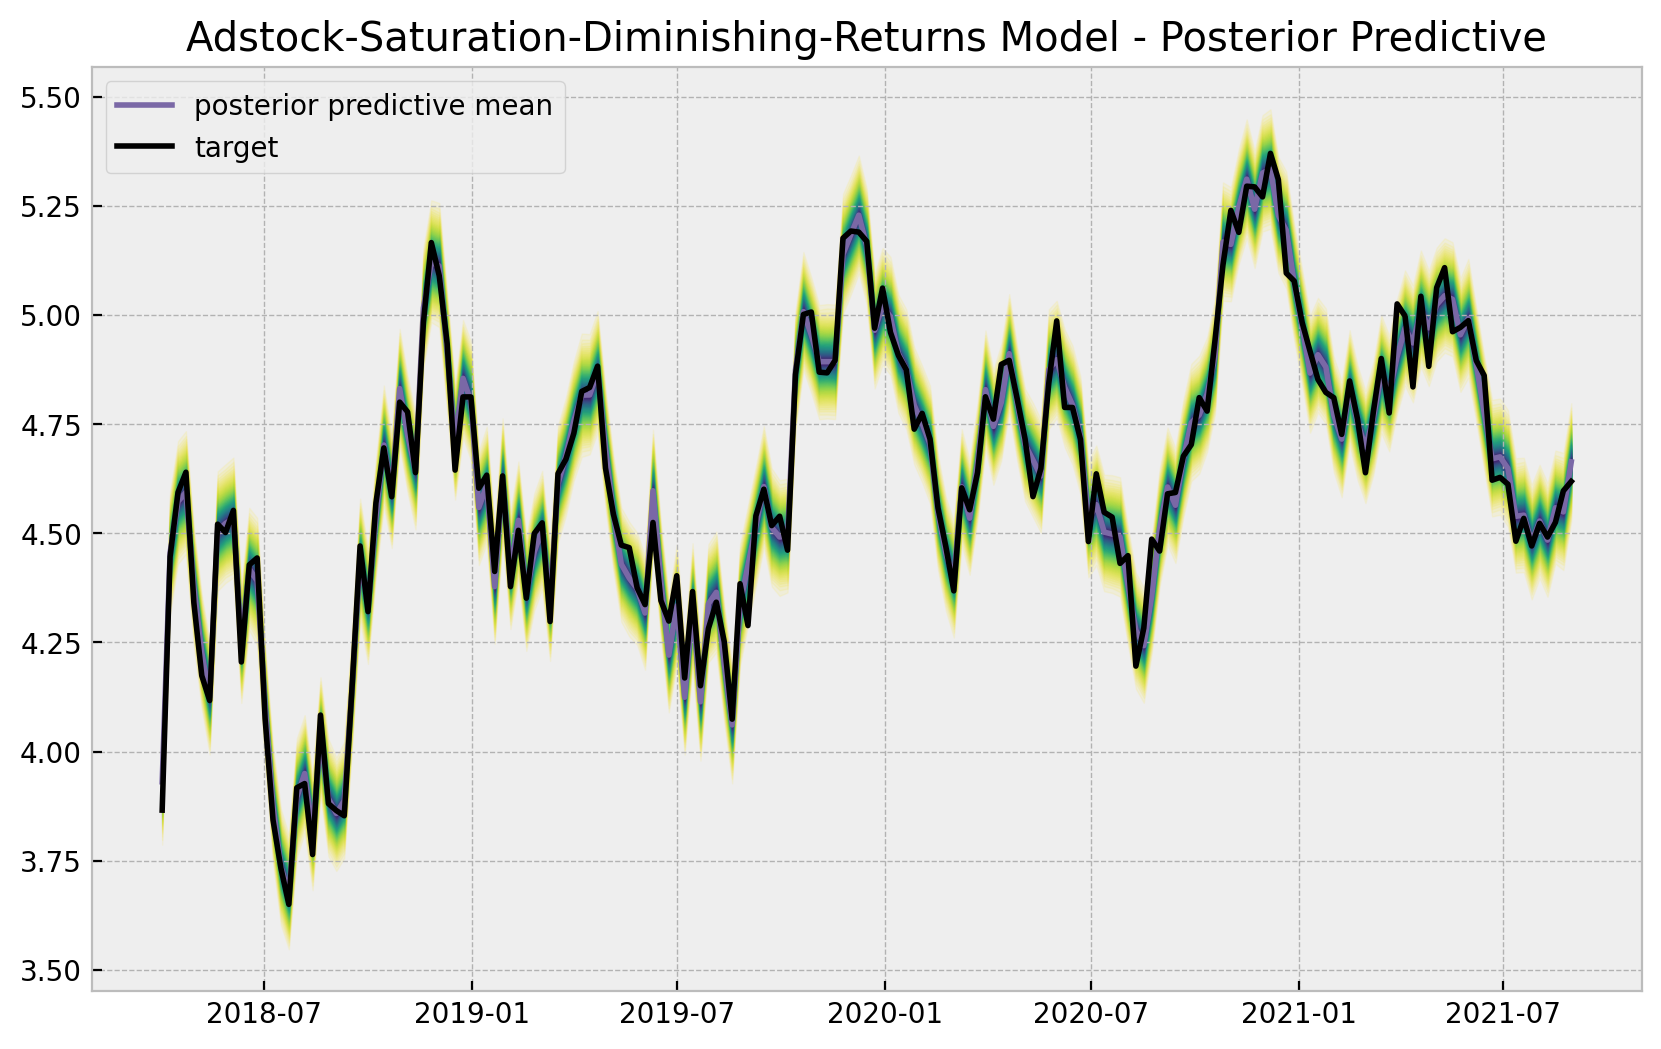 Adstock-Saturation-Diminishing-Returns Model - Posterior Predictive
posterior predictive mean
target
5.50
5.25
5.00
4.75
4.50
4.25
4.00
3.75
3.50
2018-07 2019-01 2019-07 2020-01 2020-07 2021-01 2021-07